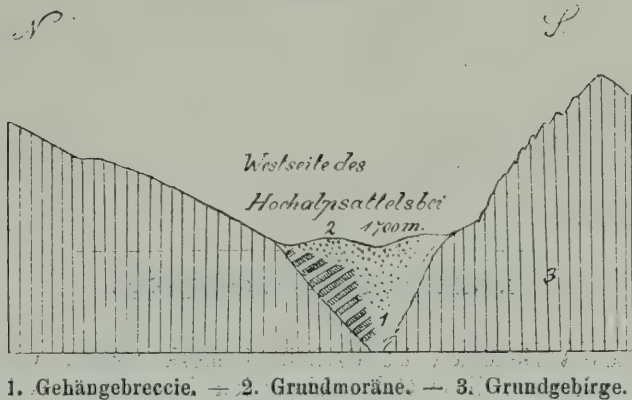 N S
Westseite des
Hochalpsattels bei
2 1700 m.
3
1
1. Gehängebreccie. — 2. Grundmoräne. — 3. Grundgebirge.